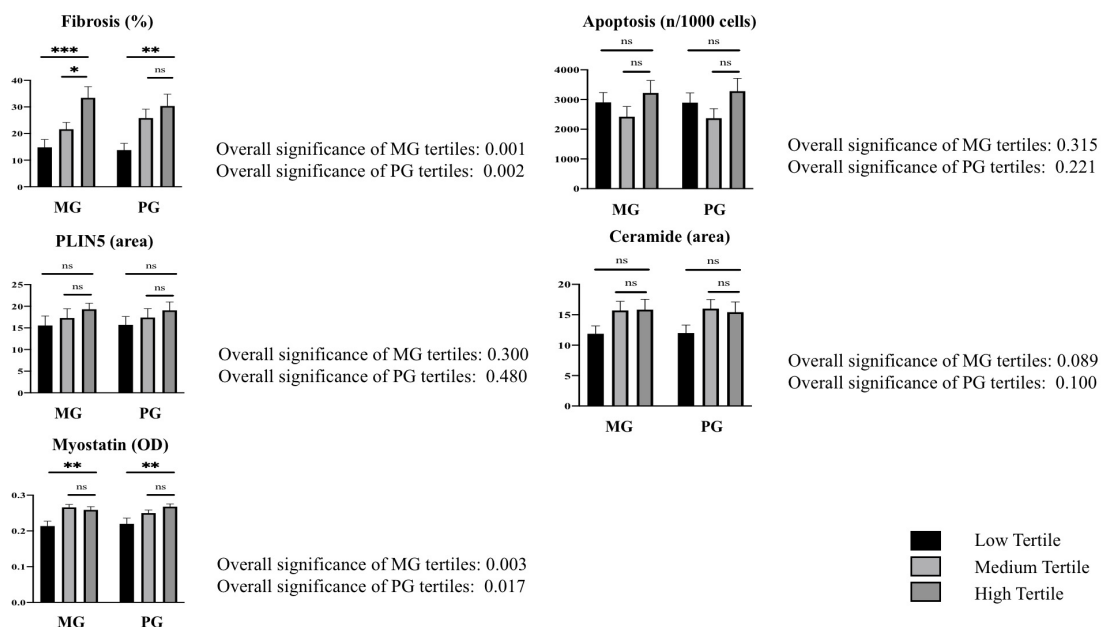 Fibrosis (%)
***
**
*
ns
40
30
20
10
0
MG
PG
Overall significance of MG tertiles: 0.001
Overall significance of PG tertiles: 0.002
Apoptosis (n/1000 cells)
ns
ns
ns
ns
4000
3000
2000
1000
0
MG
PG
Overall significance of MG tertiles: 0.315
Overall significance of PG tertiles: 0.221
PLIN5 (area)
ns
ns
ns
ns
25
20
15
15
5
0
MG
PG
Overall significance of MG tertiles: 0.300
Overall significance of PG tertiles: 0.480
Ceramide (area)
ns
ns
ns
ns
20
15
10
5
0
MG
PG
Overall significance of MG tertiles: 0.089
Overall significance of PG tertiles: 0.100
Myostatin (OD)
**
**
ns
ns
0.3
0.2
0.1
0.0
MG
PG
Overall significance of MG tertiles: 0.003
Overall significance of PG tertiles: 0.017
Low Tertile
Medium Tertile
High Tertile